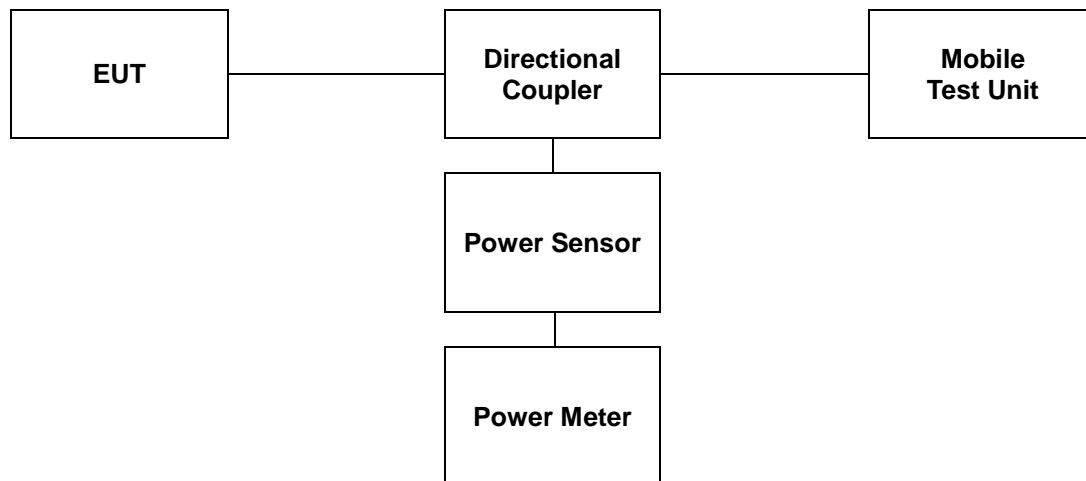 EUT
Directional
Coupler
Mobile
Test Unit
Power Sensor
Power Meter